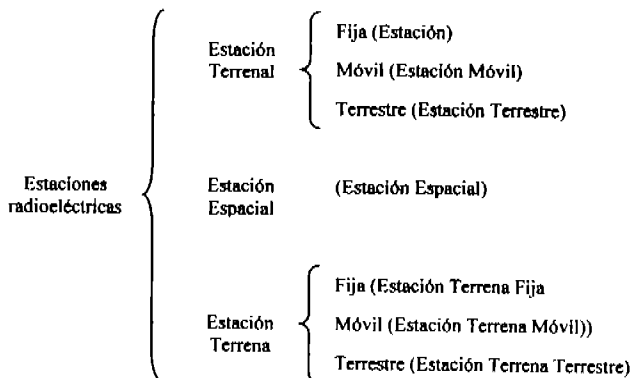 Estaciones
radioeléctricas
Estación
Terrenal
Fija (Estación)
Móvil (Estación Móvil)
Terrestre (Estación Terrestre)
Estación
Espacial
(Estación Espacial)
Estación
Terrena
Fija (Estación Terrena Fija
Móvil (Estación Terrena Móvil))
Terrestre (Estación Terrena Terrestre)